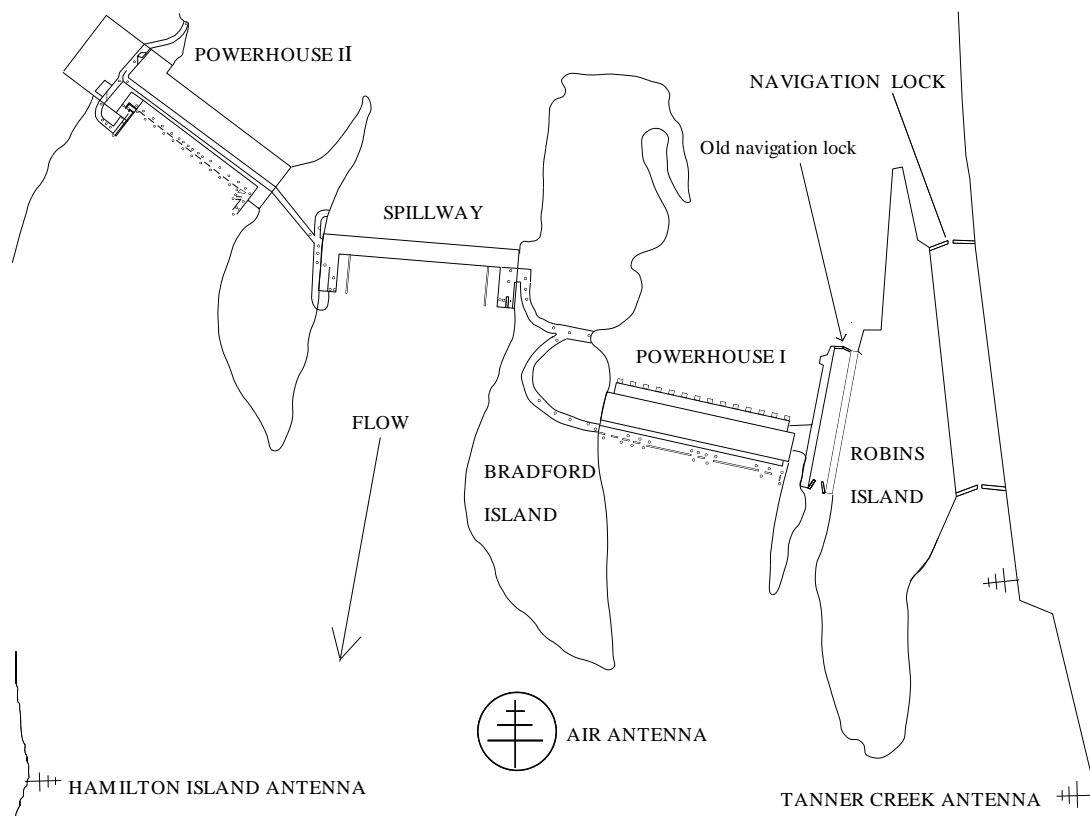 POWERHOUSE II
NAVIGATION LOCK
Old navigation lock
SPILLWAY
POWERHOUSE I
FLOW
BRADFORD
ISLAND
ROBINS
ISLAND
AIR ANTENNA
HAMILTON ISLAND ANTENNA
TANNER CREEK ANTENNA